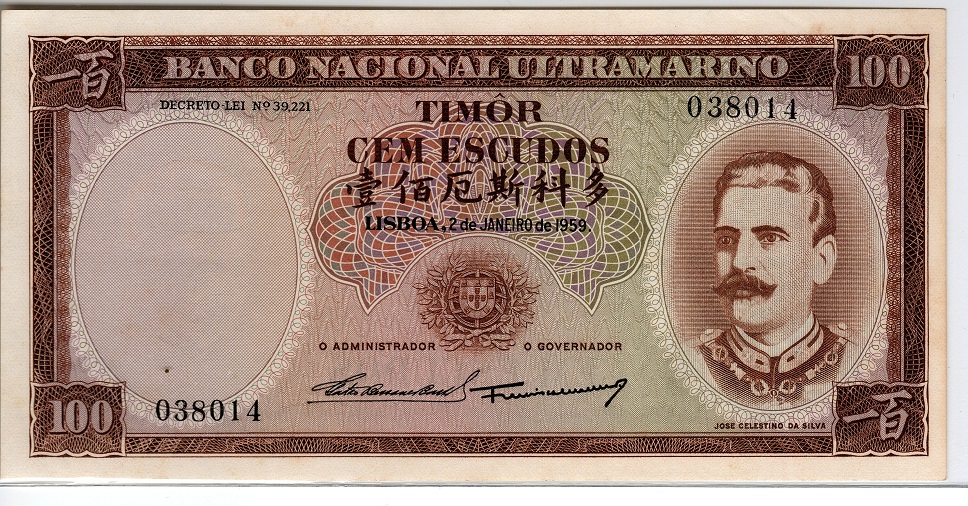 一百 BANCO NACIONAL ULTRAMARINO 100
DECRETO-LEI Nº 39,221 TIMÔR 038014
CEM ESCUDOS
壹佰厄斯科多
LISBOA, 2 de JANEIRO de 1959.
O ADMINISTRADOR O GOVERNADOR
100 038014
JOSÉ CELESTINO DA SILVA
一百